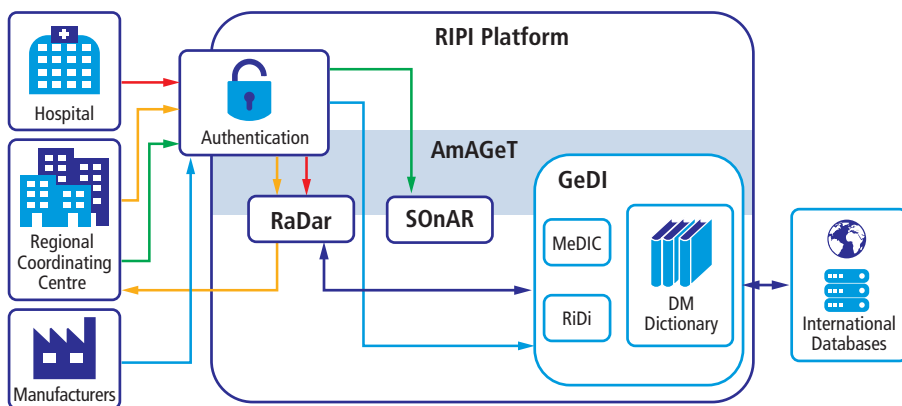 RIPI Platform
Hospital
Authentication
AmAGeT
Regional
Coordinating
Centre
RaDar
SOnAR
GeDI
MeDIC
RiDi
DM
Dictionary
International
Databases
Manufacturers